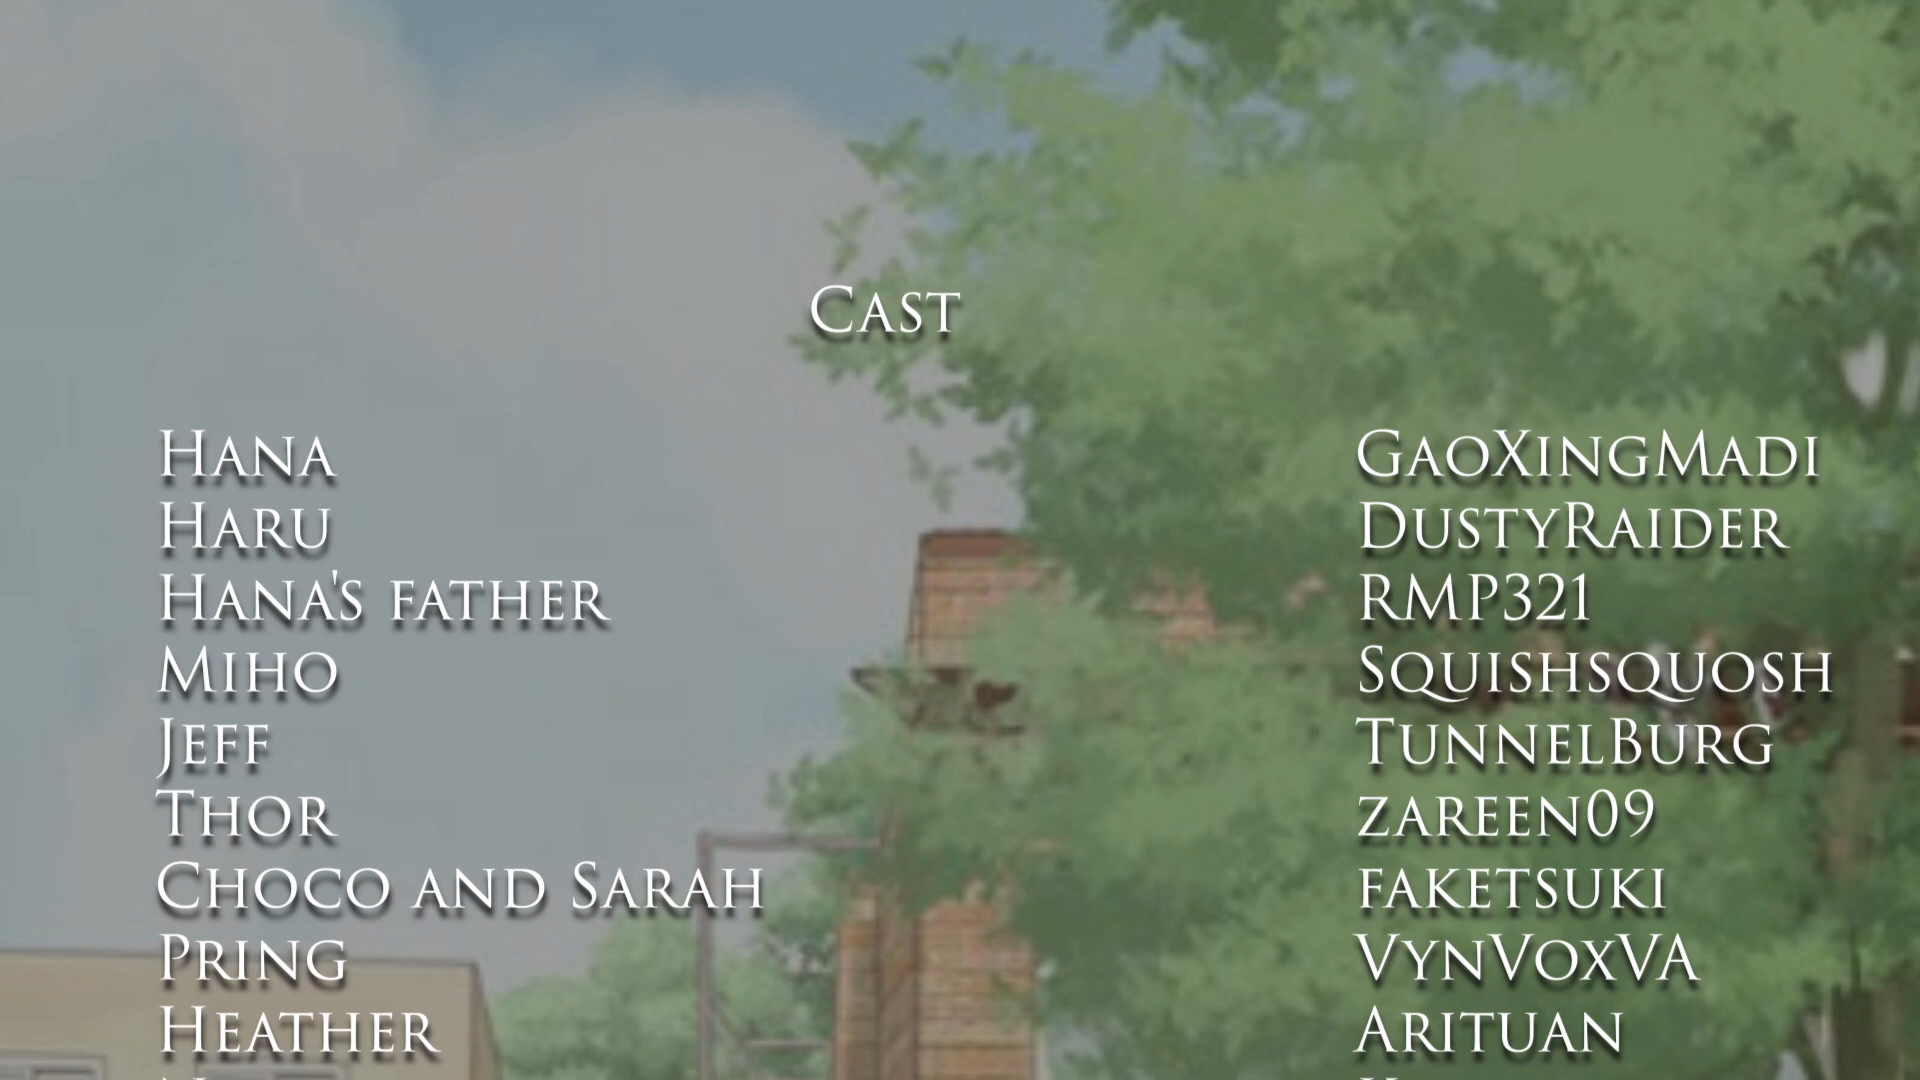 Cast
Hana GaoXingMadi
Haru DustyRaider
Hana's father RMP321
Miho Squishsquosh
Jeff TunnelBurg
Thor zareen09
Choco and Sarah faketsuki
Pring VynVoxVA
Heather Arituan